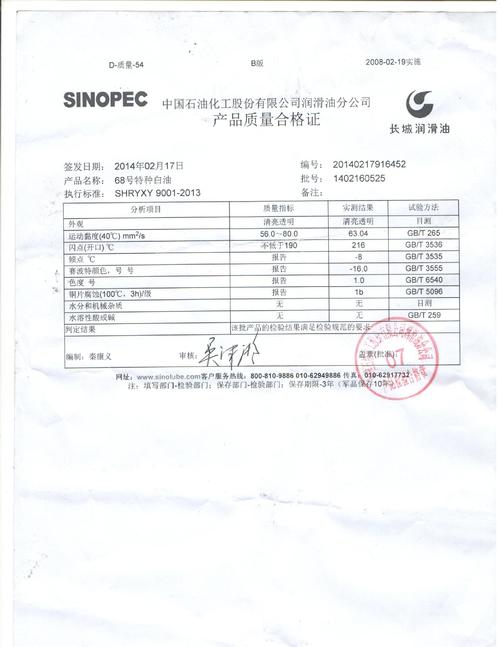 D-质量-54 B版 2008-02-19实施
SINOPEC 中国石油化工股份有限公司润滑油分公司
产品质量合格证
长城润滑油
签发日期: 2014年02月17日 编号: 20140217916452
产品名称: 68号特种白油 批号: 1402160525
执行标准: SHRYXY 9001-2013 备注:
分析项目 质量指标 实测结果 试验方法
外观 清亮透明 清亮透明 目测
运动黏度(40℃) mm²/s 56.0～80.0 63.04 GB/T 265
闪点(开口) ℃ 不低于190 216 GB/T 3536
倾点 ℃ 报告 -8 GB/T 3535
赛波特颜色, 号 号 报告 -16.0 GB/T 3555
色度 号 报告 1.0 GB/T 6540
铜片腐蚀(100℃, 3h)/级 报告 1b GB/T 5096
水分和机械杂质 无 无 目测
水溶性酸或碱 无 无 GB/T 259
判定结果 该批产品的检验结果满足检验规范的要求
编制: 秦康义 审核: 盖章(批准):
07
网址: www.sinolube.com客户服务热线: 800-810-9886 010-62949886 传真: 010-62917732
注: 填写部门-检验部门; 保存部门-检验部门; 保存期限-3年 (军品保存10年)